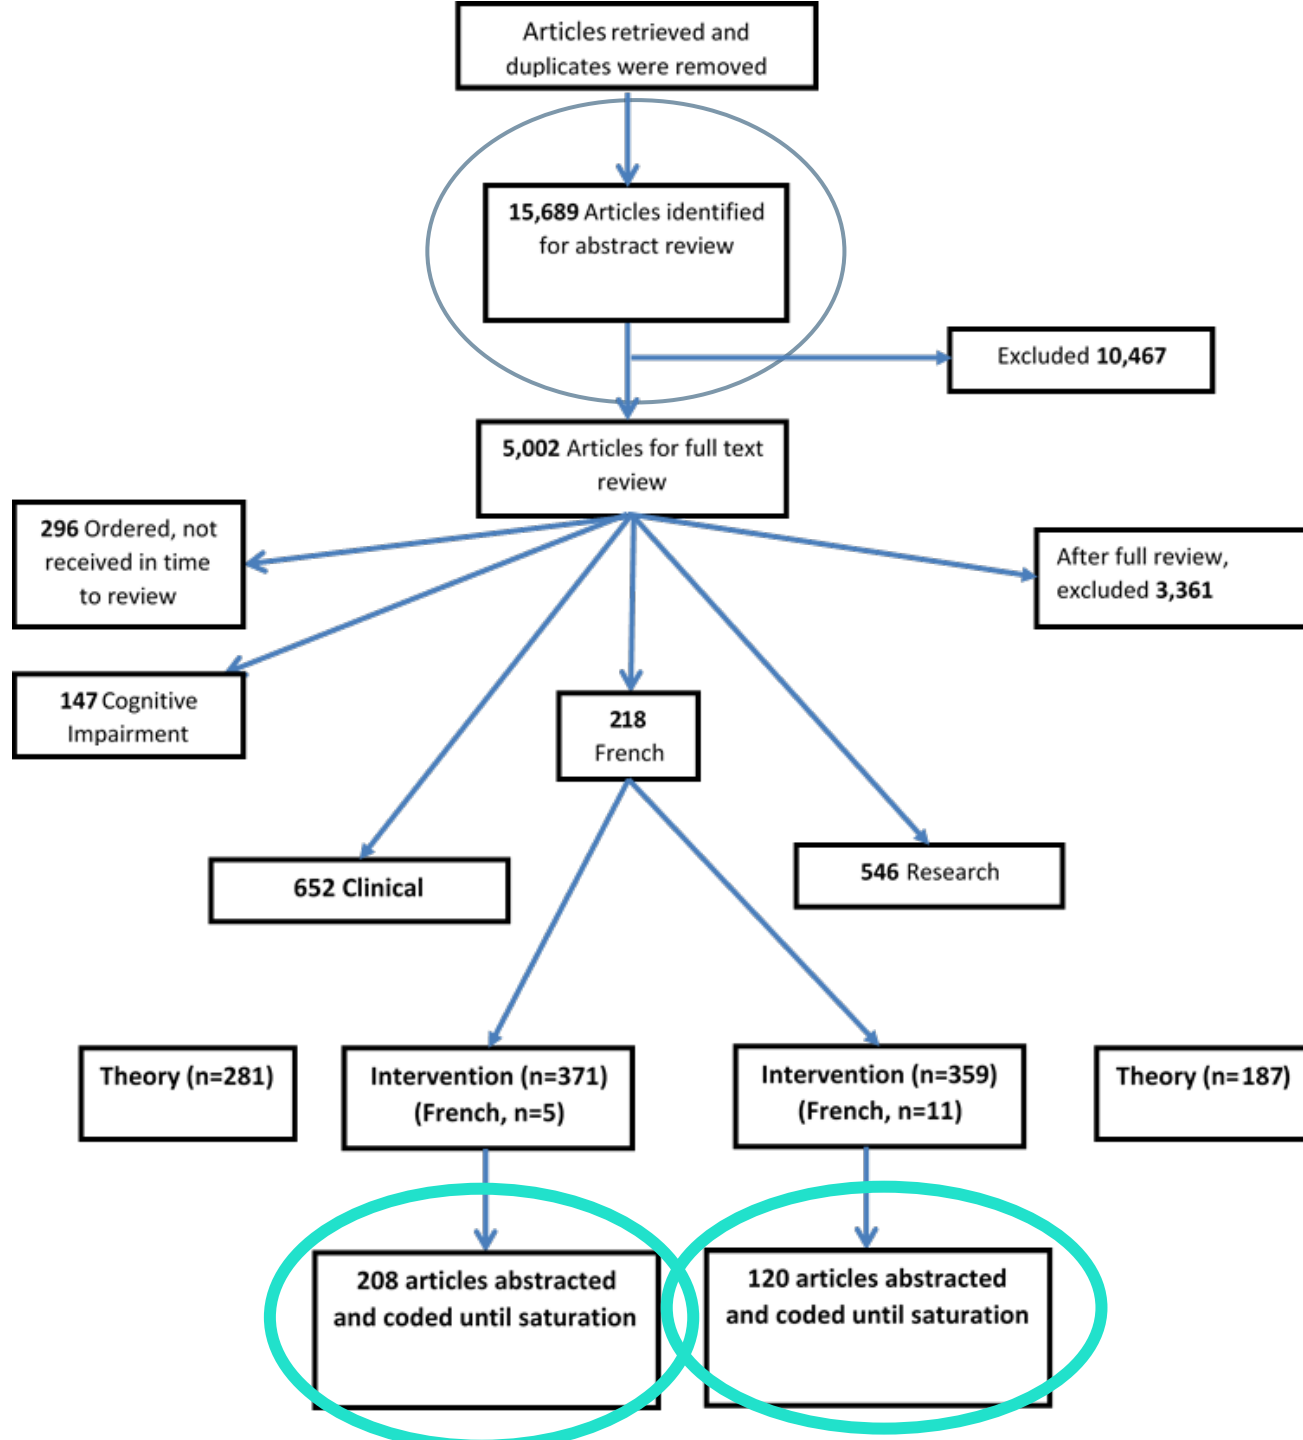 Articles retrieved and
duplicates were removed
15,689 Articles identified
for abstract review
Excluded 10,467
5,002 Articles for full text
review
296 Ordered, not
received in time
to review
After full review,
excluded 3,361
147 Cognitive
Impairment
218
French
652 Clinical
546 Research
Theory (n=281)
Intervention (n=371)
(French, n=5)
Intervention (n=359)
(French, n=11)
Theory (n=187)
208 articles abstracted
and coded until saturation
120 articles abstracted
and coded until saturation